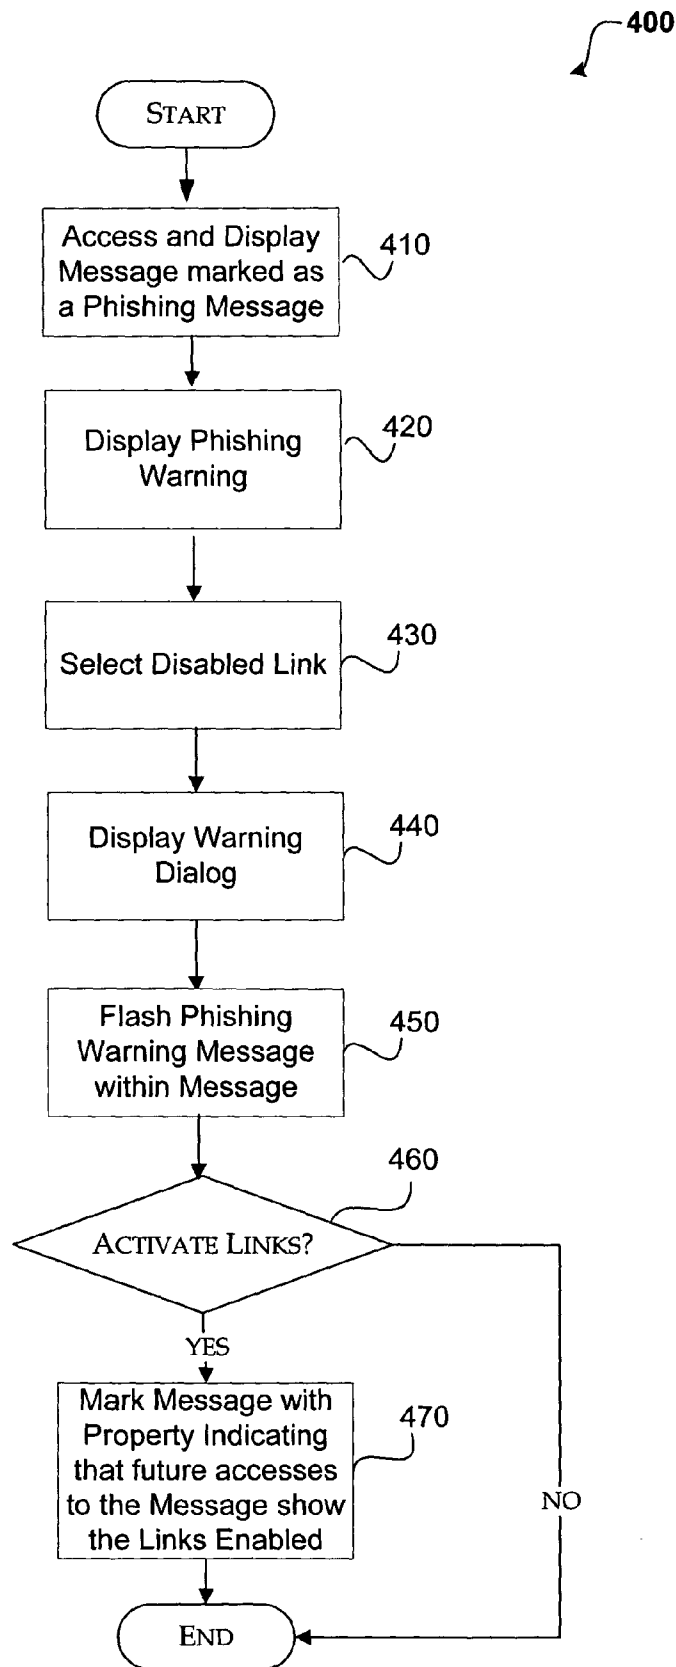 400
START
Access and Display
Message marked as
a Phishing Message
410
Display Phishing
Warning
420
Select Disabled Link
430
Display Warning
Dialog
440
Flash Phishing
Warning Message
within Message
450
460
ACTIVATE LINKS?
YES
Mark Message with
Property Indicating
that future accesses
to the Message show
the Links Enabled
470
NO
END